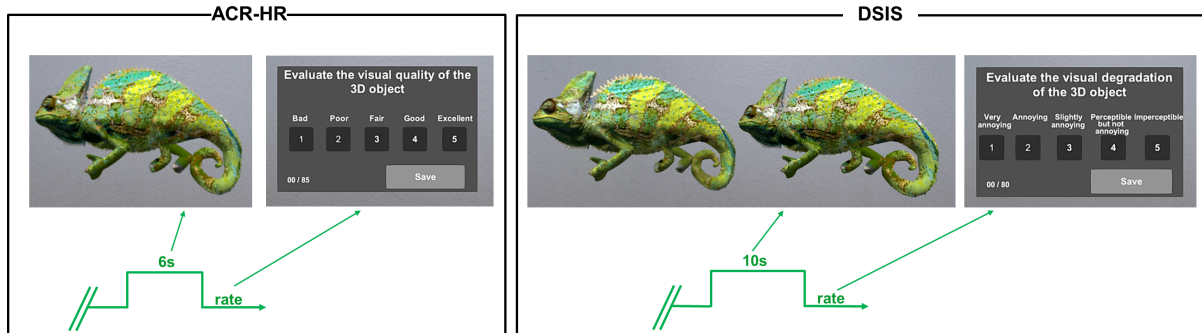 ACR-HR
Evaluate the visual quality of the
3D object
Bad Poor Fair Good Excellent
1 2 3 4 5
00 / 85
Save
6s
rate
DSIS
Evaluate the visual degradation
of the 3D object
Very
annoying
Annoying
Slightly
annoying
Perceptible
but not
annoying
Imperceptible
1 2 3 4 5
00 / 80
Save
10s
rate